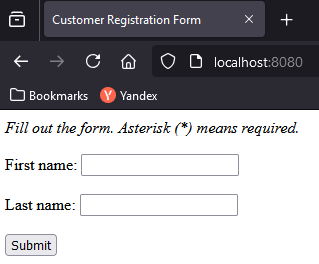 Customer Registration Form
localhost:8080
Bookmarks Yandex
Fill out the form. Asterisk (*) means required.
First name:
Last name:
Submit